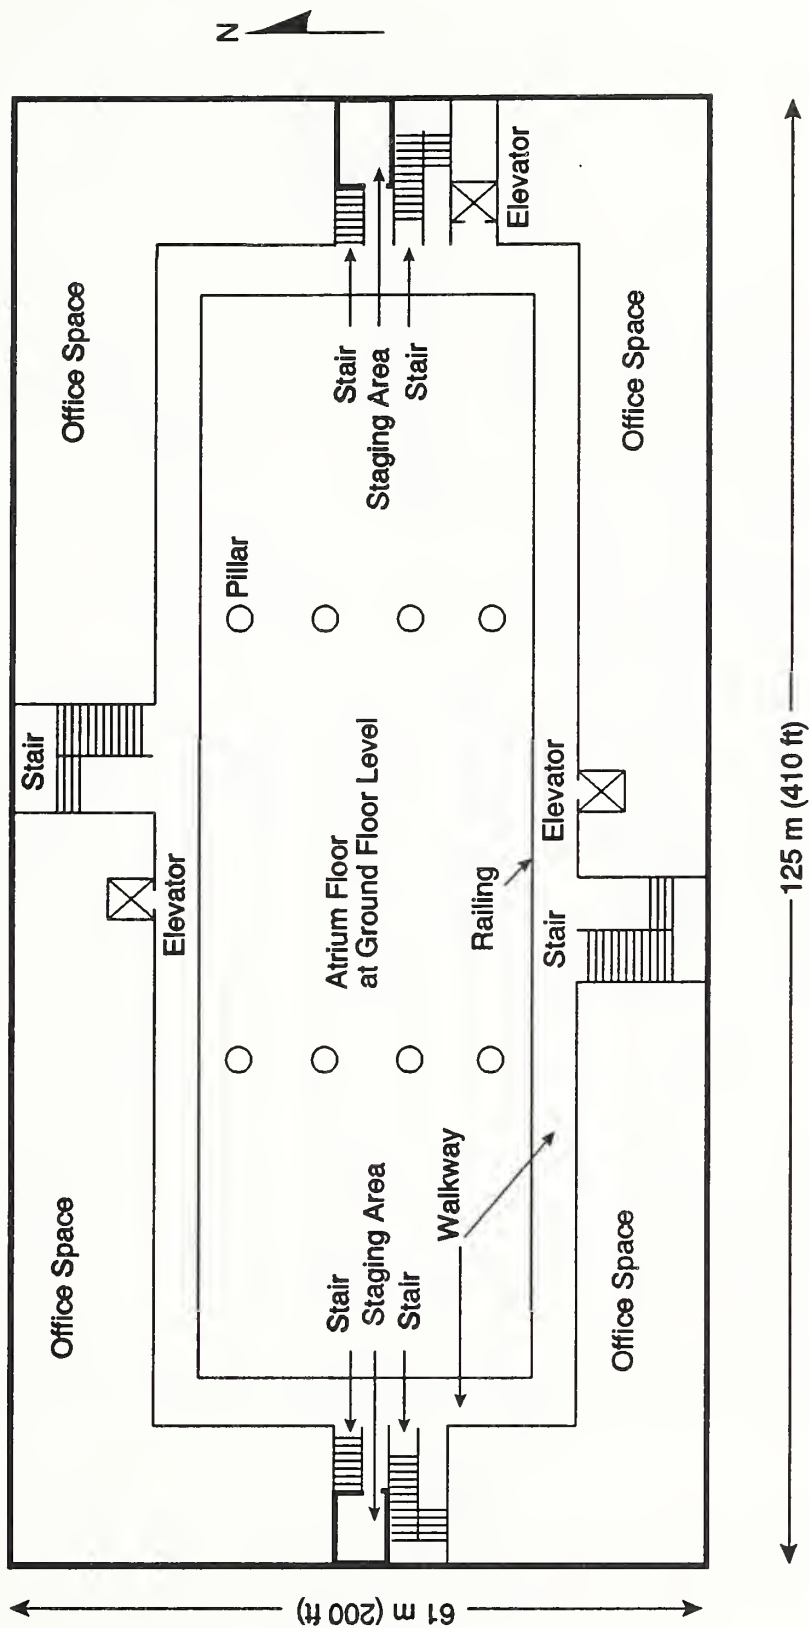 N
Office Space
Stair
Elevator
Office Space
Pillar
Stair
Staging Area
Stair
Elevator
Atrium Floor
at Ground Floor Level
Railing
Stair
Staging Area
Stair
Walkway
Elevator
Stair
Office Space
Office Space
61 m (200 ft)
125 m (410 ft)